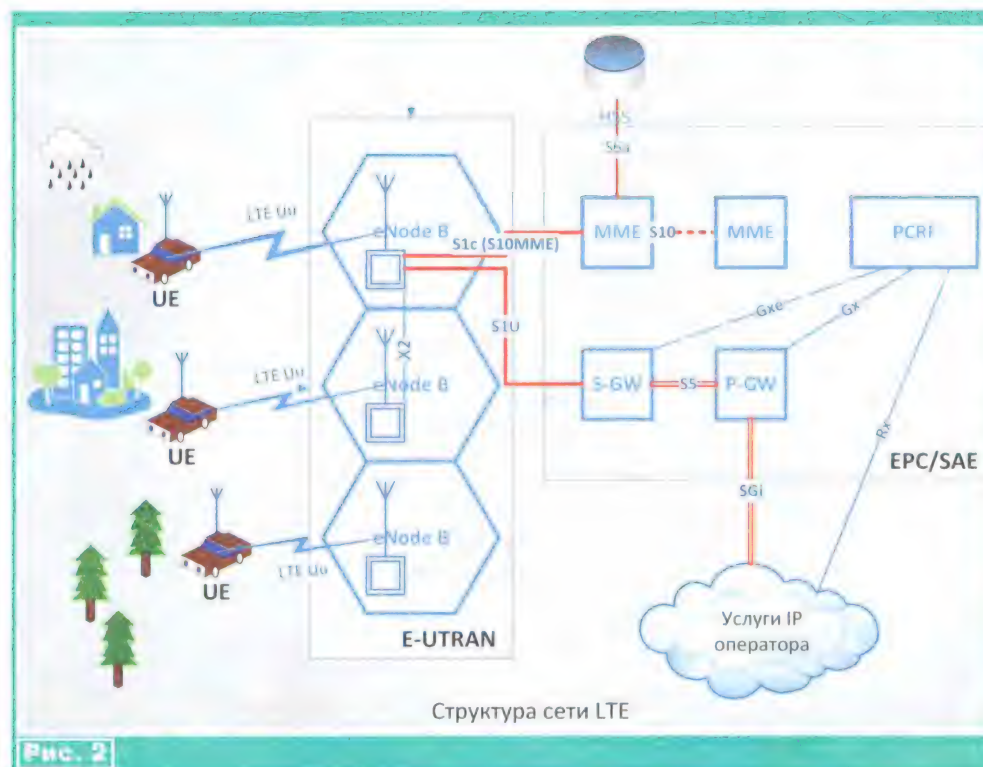 HSS
S6a
LTE Uu
eNode B
S1c (S10MME)
MME
S10
MME
PCRF
UE
S1U
X2
Gxe
Gx
LTE Uu
eNode B
S-GW
S5
P-GW
UE
Rx
EPC/SAE
SGi
eNode B
LTE Uu
UE
E-UTRAN
Услуги IP
оператора
Структура сети LTE
Рис. 2